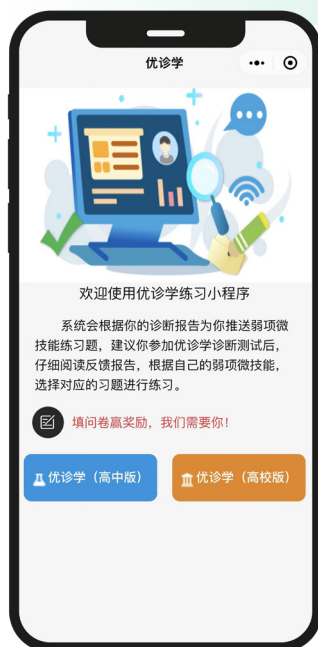 优诊学
欢迎使用优诊学练习小程序
系统会根据你的诊断报告为你推送弱项微
技能练习题，建议你参加优诊学诊断测试后，
仔细阅读反馈报告，根据自己的弱项微技能，
选择对应的习题进行练习。
填问卷赢奖励，我们需要你！
优诊学（高中版）
优诊学（高校版）